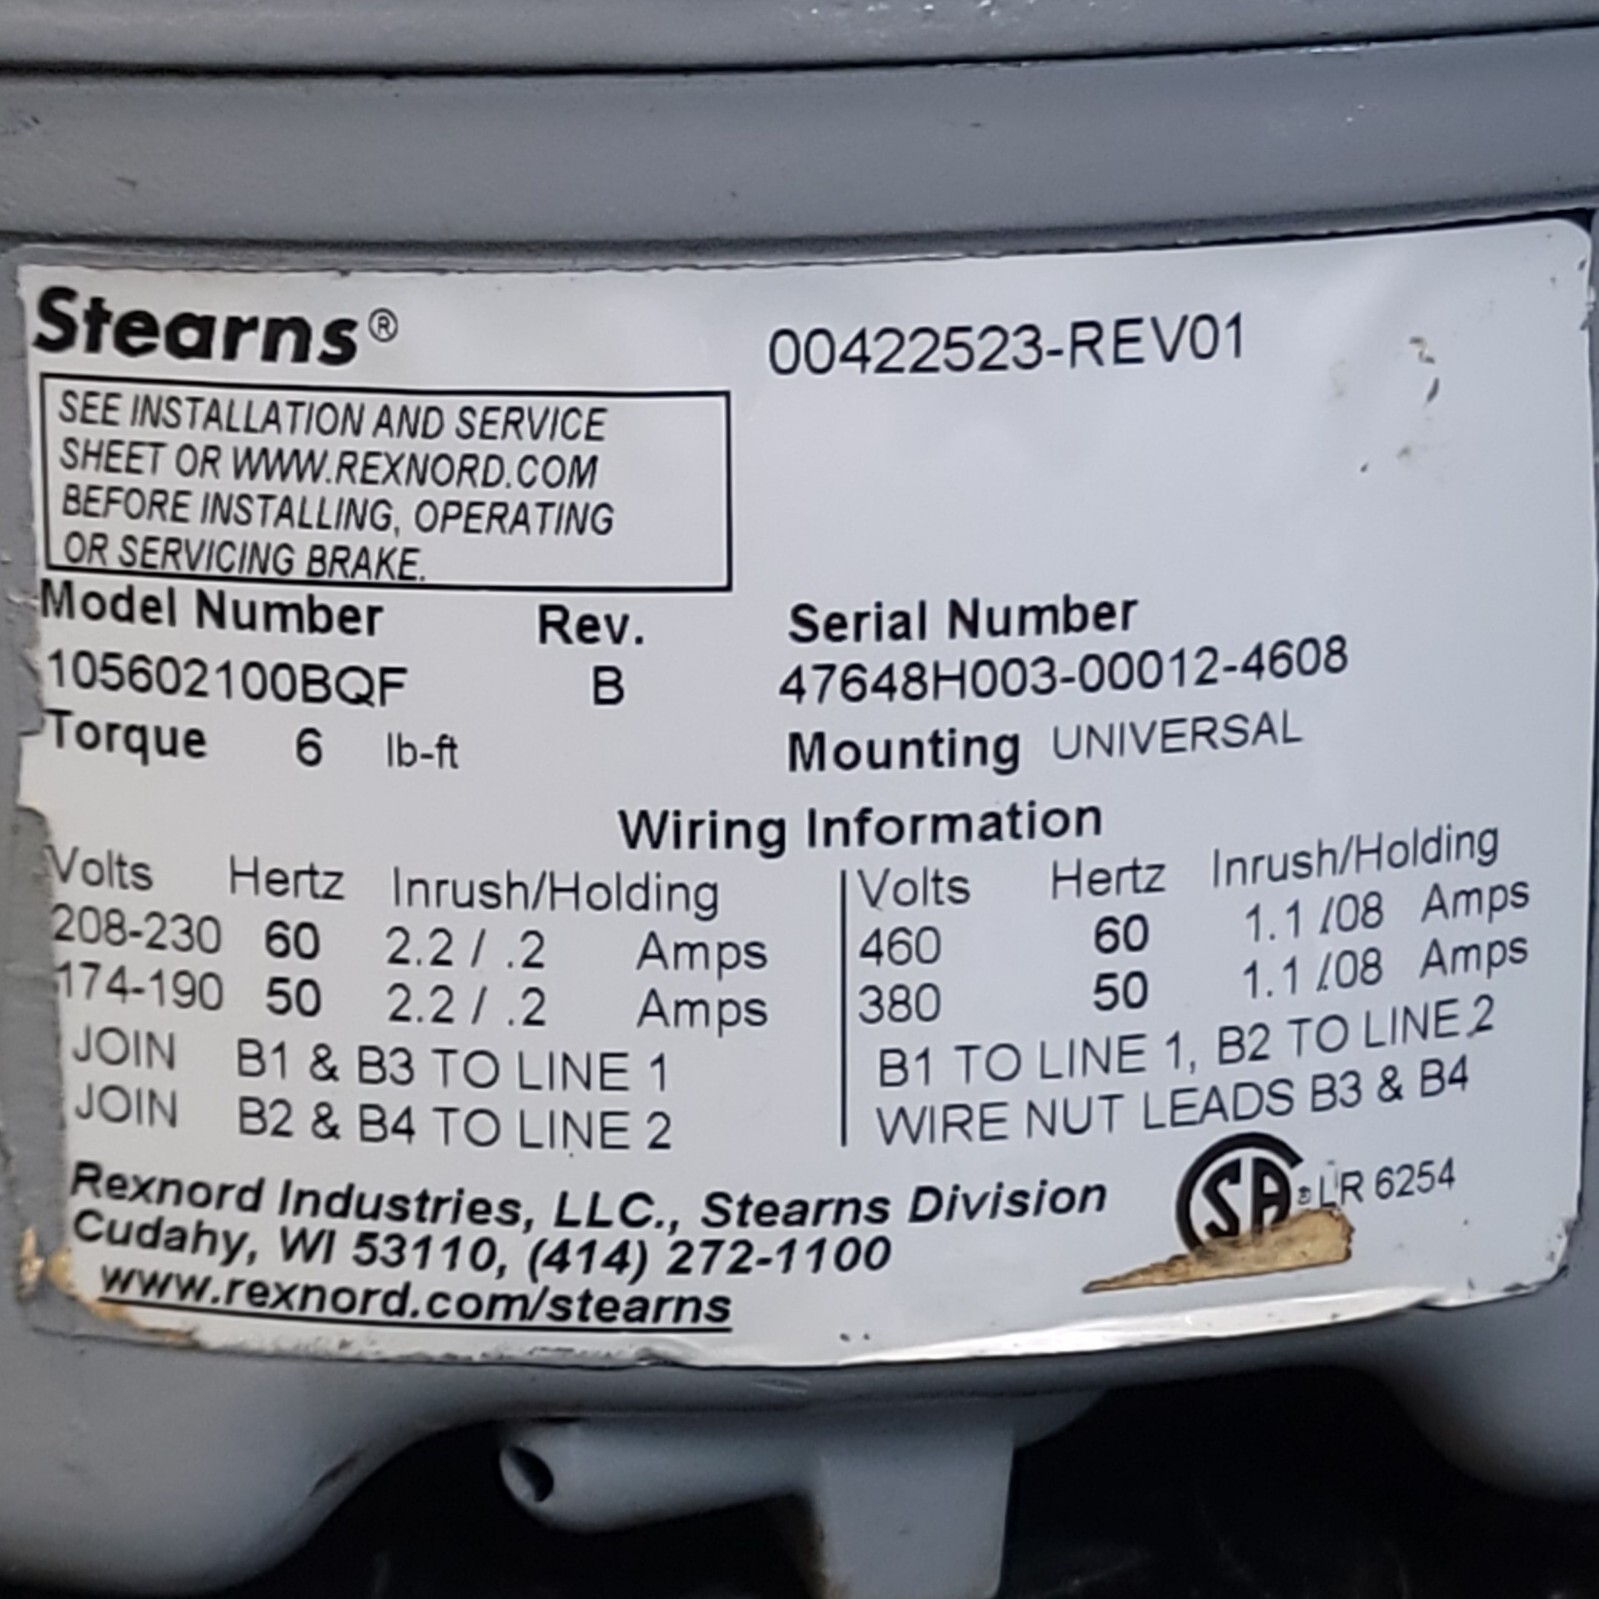 Stearns® 00422523-REV01
SEE INSTALLATION AND SERVICE
SHEET OR WWW.REXNORD.COM
BEFORE INSTALLING, OPERATING
OR SERVICING BRAKE.
Model Number Rev. Serial Number
105602100BQF B 47648H003-00012-4608
Torque 6 lb-ft Mounting UNIVERSAL
Wiring Information
Volts Hertz Inrush/Holding | Volts Hertz Inrush/Holding
208-230 60 2.2 / .2 Amps | 460 60 1.1 /.08 Amps
174-190 50 2.2 / .2 Amps | 380 50 1.1 /.08 Amps
JOIN B1 & B3 TO LINE 1 | B1 TO LINE 1, B2 TO LINE 2
JOIN B2 & B4 TO LINE 2 | WIRE NUT LEADS B3 & B4
Rexnord Industries, LLC., Stearns Division
Cudahy, WI 53110, (414) 272-1100
www.rexnord.com/stearns
SA® LR 6254